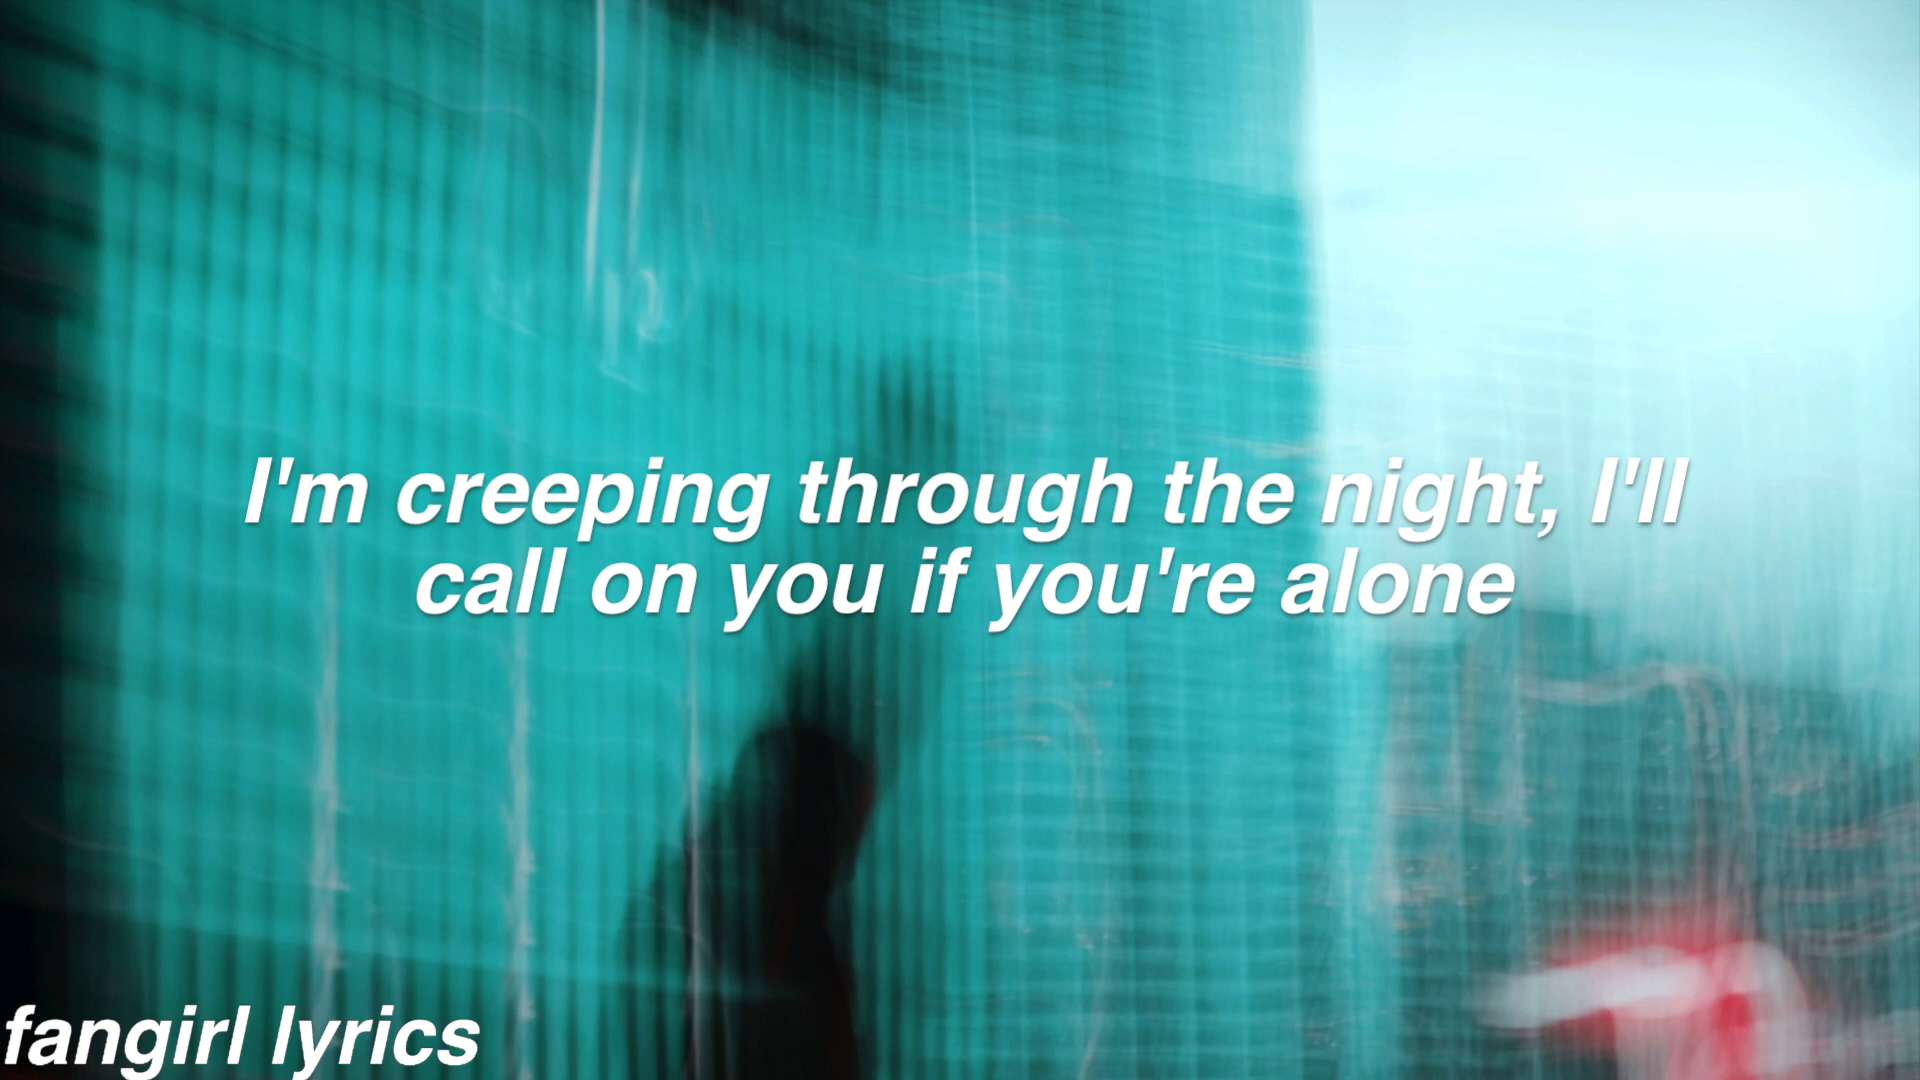 I'm creeping through the night, I'll
call on you if you're alone
fangirl lyrics